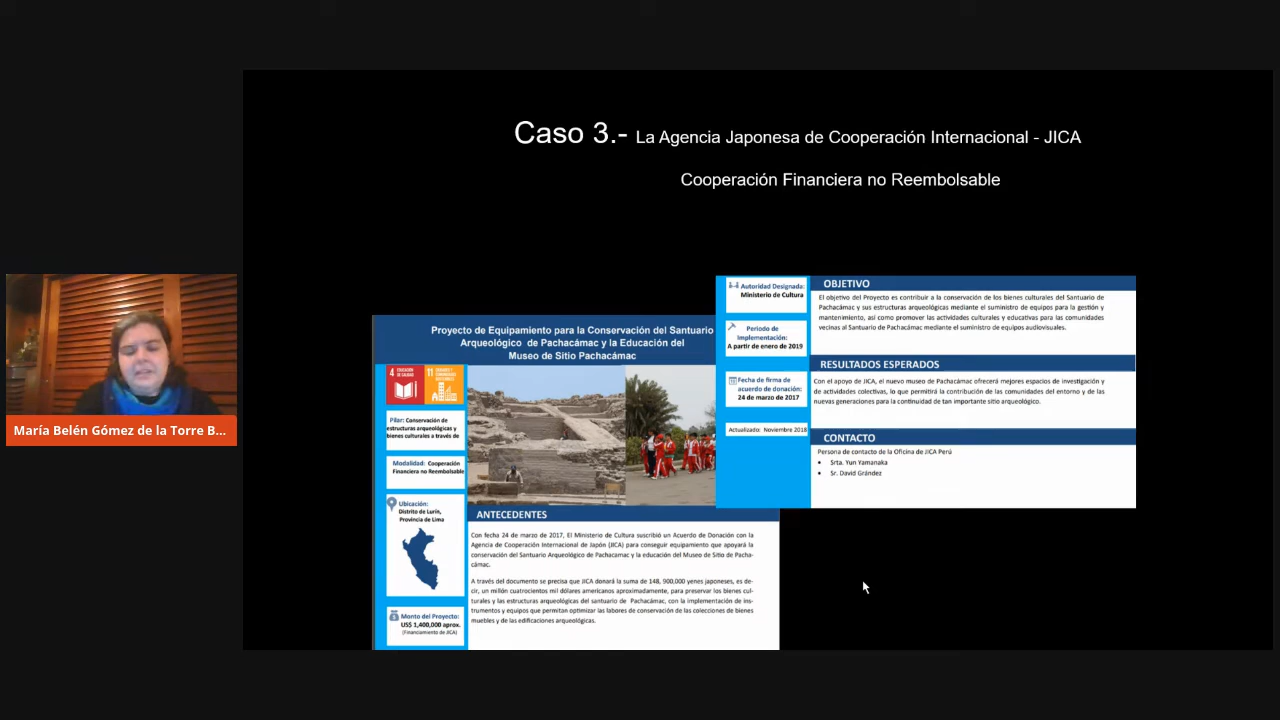 Caso 3.- La Agencia Japonesa de Cooperación Internacional - JICA
Cooperación Financiera no Reembolsable
María Belén Gómez de la Torre B...
Proyecto de Equipamiento para la Conservación del Santuario
Arqueológico de Pachacámac y la Educación del
Museo de Sitio Pachacámac
4 EDUCACIÓN DE CALIDAD
11
Pilar: Conservación de
estructuras arqueológicas y
bienes culturales a través de
Modalidad: Cooperación
Financiera no Reembolsable
Ubicación:
Distrito de Lurín,
Provincia de Lima
Monto del Proyecto:
US$ 1,400,000 aprox.
(Financiamiento de JICA)
ANTECEDENTES
Con fecha 24 de marzo de 2017, El Ministerio de Cultura suscribió un Acuerdo de Donación con la
Agencia de Cooperación Internacional de Japón (JICA) para conseguir equipamiento que apoyará la
conservación del Santuario Arqueológico de Pachacamac y la educación del Museo de Sitio de Pacha-
cámac.
A través del documento se precisa que JICA donará la suma de 148, 900,000 yenes japoneses, es de-
cir, un millón cuatrocientos mil dólares americanos aproximadamente, para preservar los bienes cul-
turales y las estructuras arqueológicas del santuario de Pachacámac, con la implementación de ins-
trumentos y equipos que permitan optimizar las labores de conservación de las colecciones de bienes
muebles y de las edificaciones arqueológicas.
Autoridad Designada:
Ministerio de Cultura
Periodo de
Implementación:
A partir de enero de 2019
Fecha de firma de
acuerdo de donación:
24 de marzo de 2017
Actualizado: Noviembre 2018
OBJETIVO
El objetivo del Proyecto es contribuir a la conservación de los bienes culturales del Santuario de
Pachacámac y sus estructuras arqueológicas mediante el suministro de equipos para la gestión y
mantenimiento, así como promover las actividades culturales y educativas para las comunidades
vecinas al Santuario de Pachacámac mediante el suministro de equipos audiovisuales.
RESULTADOS ESPERADOS
Con el apoyo de JICA, el nuevo museo de Pachacámac ofrecerá mejores espacios de investigación y
de actividades colectivas, lo que permitirá la contribución de las comunidades del entorno y de las
nuevas generaciones para la continuidad de tan importante sitio arqueológico.
CONTACTO
Persona de contacto de la Oficina de JICA Perú
• Srta. Yun Yamanaka
• Sr. David Grández